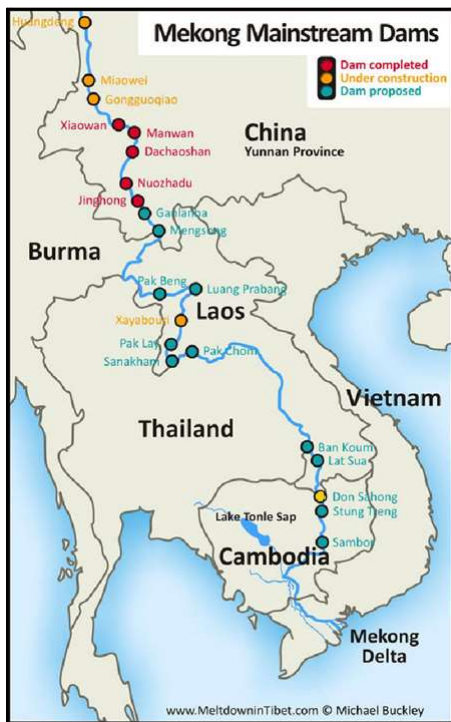 Mekong Mainstream Dams
Dam completed
Under construction
Dam proposed
Huangdeng
Miaowei
Gongguoqiao
Xiaowan
Manwan
China
Yunnan Province
Dachaoshan
Nuozhadu
Jinghong
Ganlanba
Mengsong
Burma
Pak Beng
Luang Prabang
Laos
Xayabouri
Pak Lay
Pak Chom
Sanakham
Vietnam
Thailand
Ban Koum
Lat Sua
Don Sahong
Stung Treng
Lake Tonle Sap
Sambor
Cambodia
Mekong
Delta
www.MeltdowninTibet.com © Michael Buckley